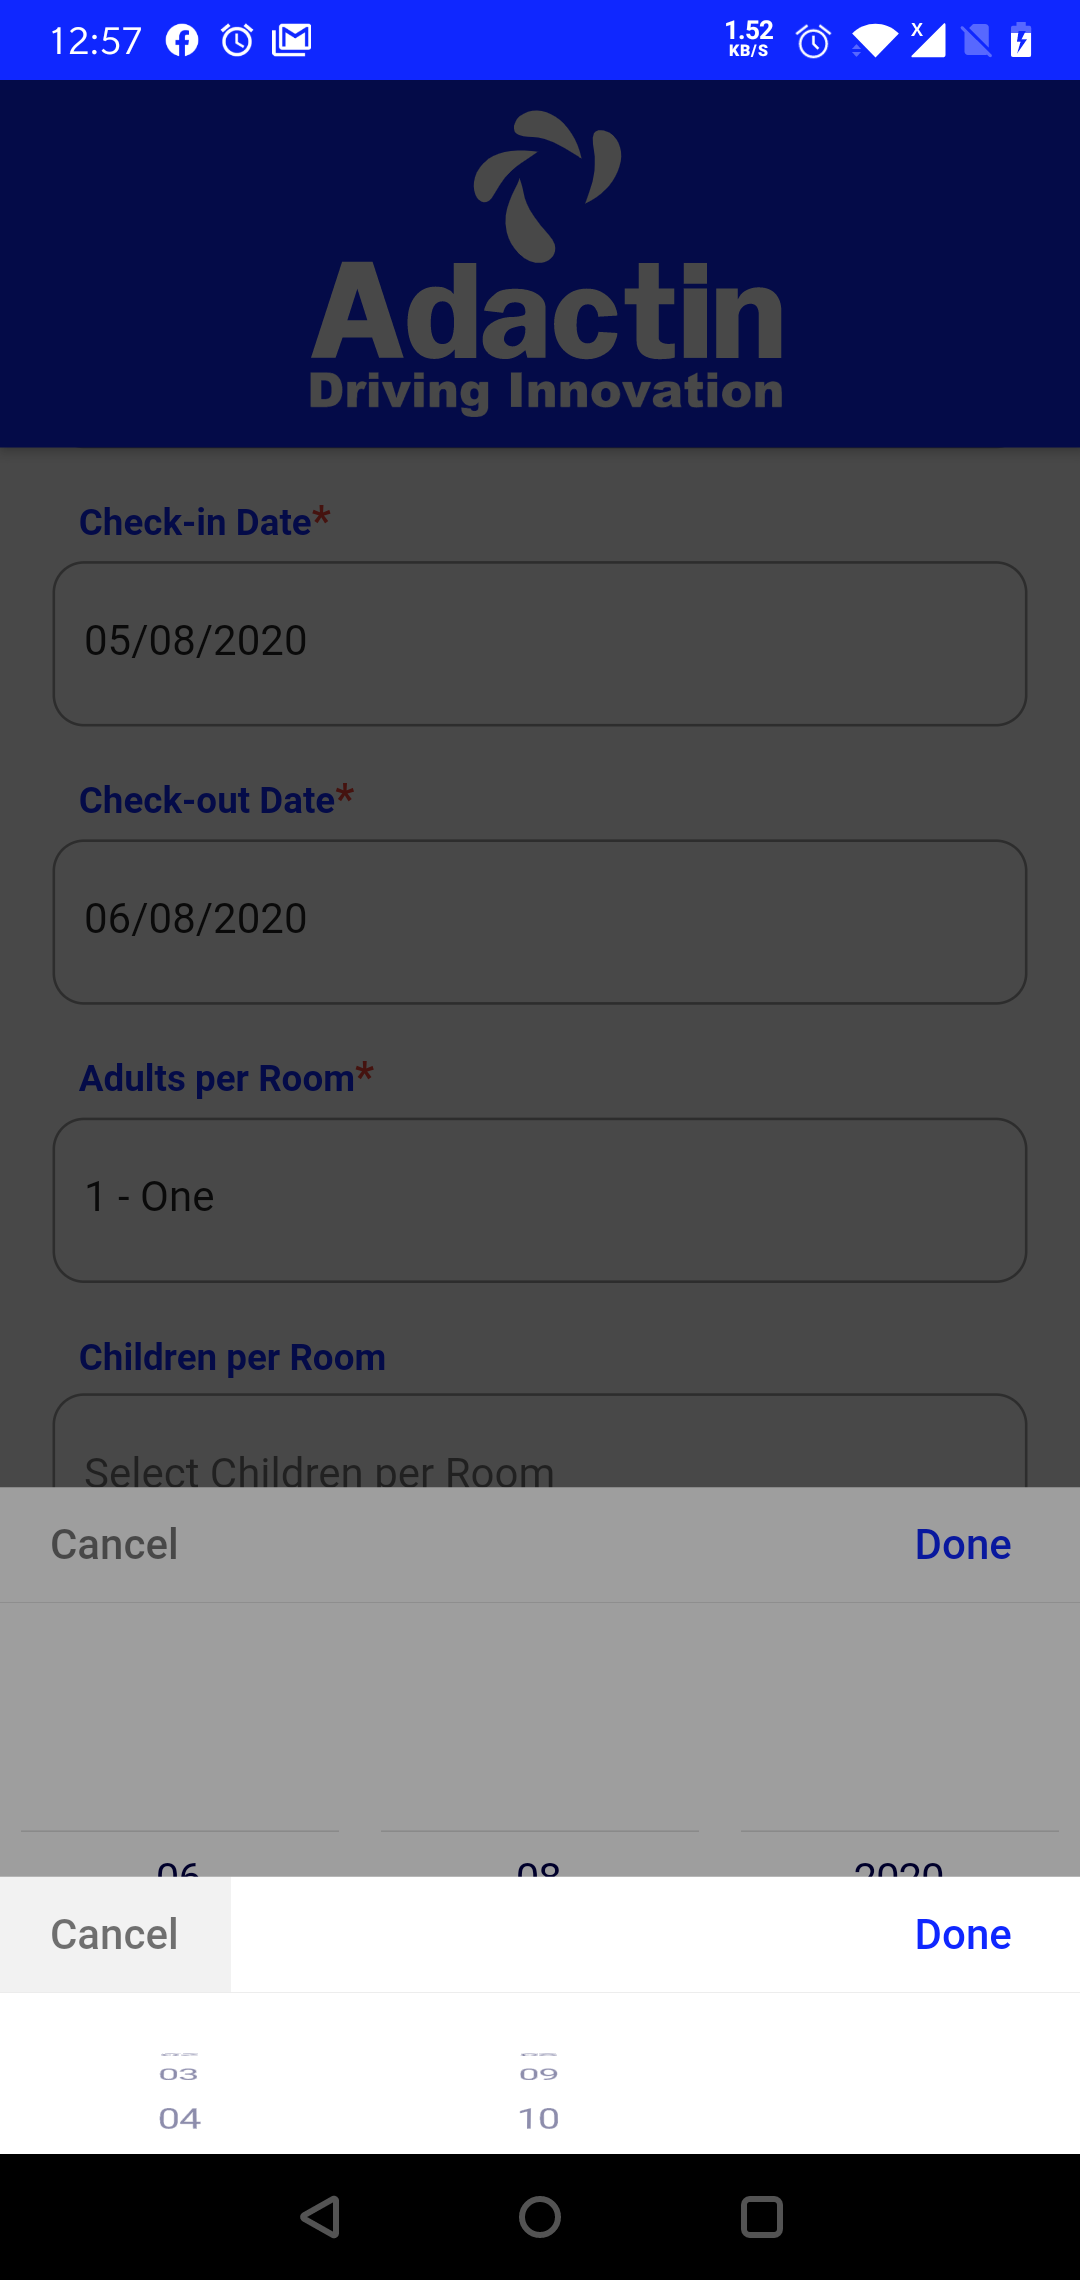 12:57
1.52
KB/S
X
Adactin
Driving Innovation
Check-in Date*
05/08/2020
Check-out Date*
06/08/2020
Adults per Room*
1 - One
Children per Room
Select Children per Room
Cancel Done
06 08 2020
Cancel Done
03 09
04 10